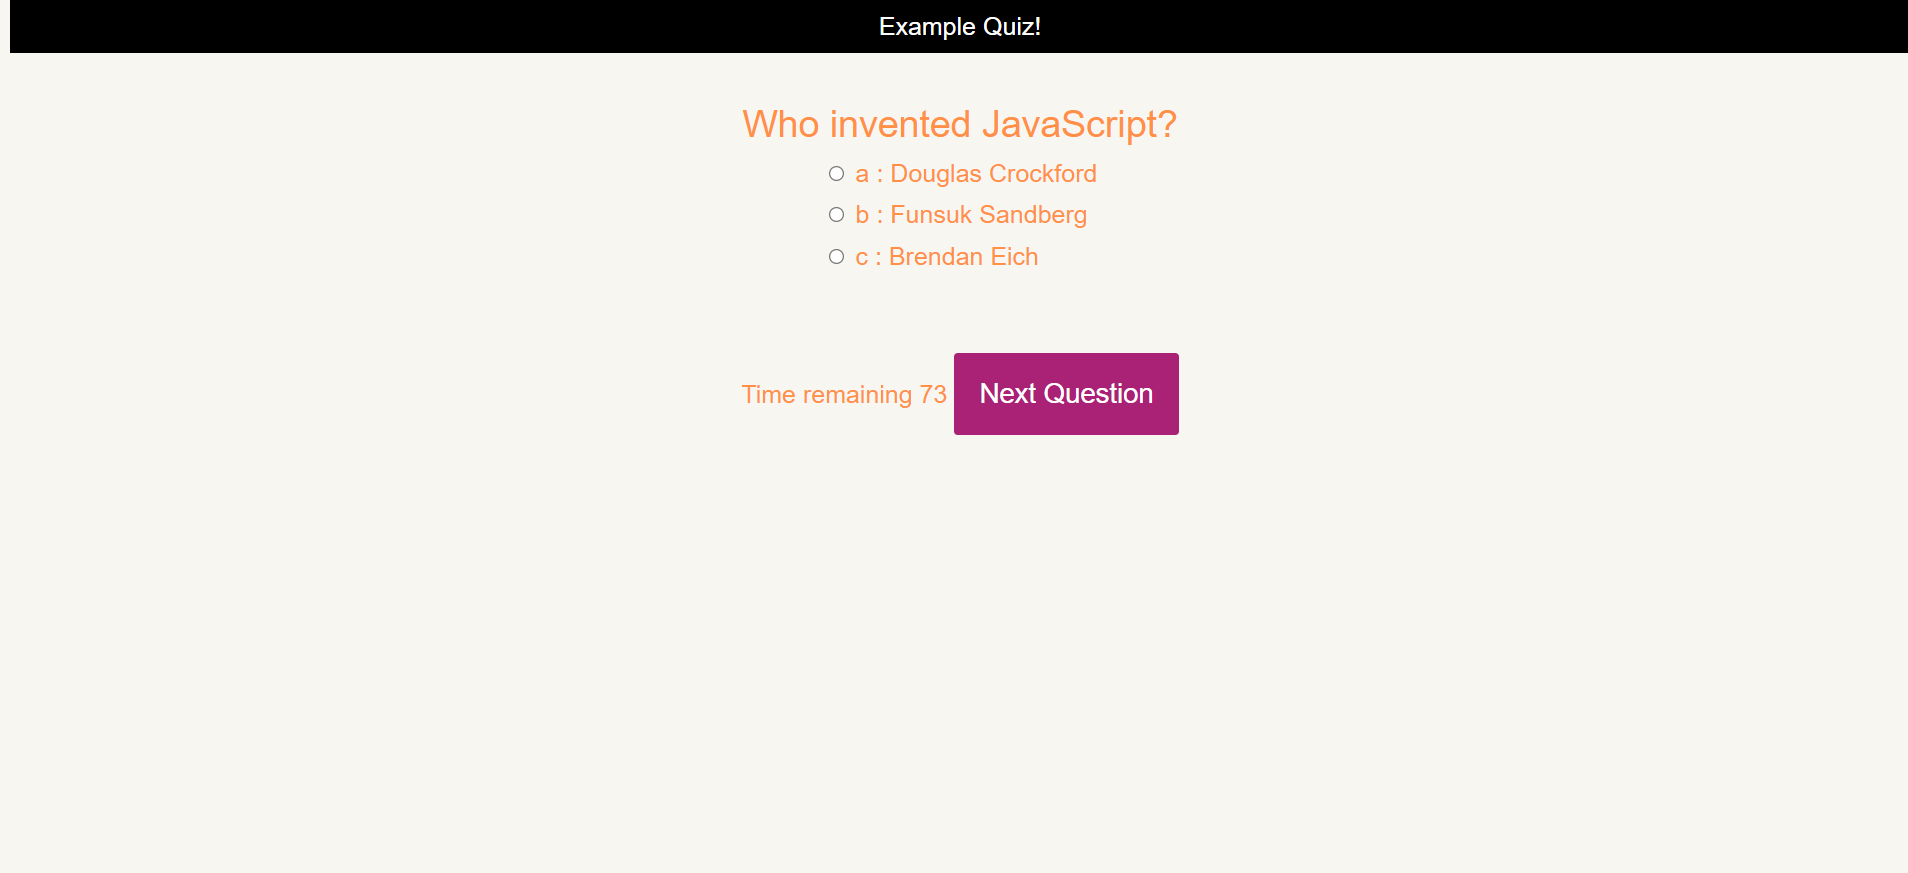 Example Quiz!
Who invented JavaScript?
a : Douglas Crockford
b : Funsuk Sandberg
c : Brendan Eich
Time remaining 73 Next Question